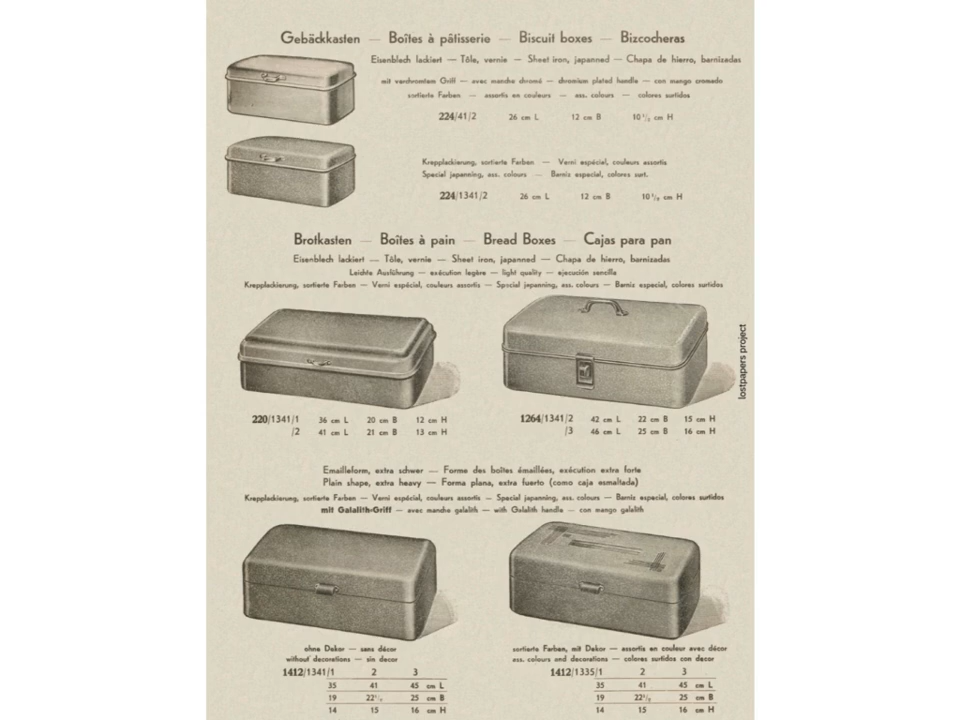 Gebäckkasten — Boîtes à pâtisserie — Biscuit boxes — Bizcocheras
Eisenblech lackiert — Tôle, vernie — Sheet iron, japanned — Chapa de hierro, barnizadas
mit verchromtem Griff — avec manche chromé — chromium plated handle — con mango cromado
sortierte Farben — assortis en couleurs — ass. colours — colores surtidos
224/41/2 26 cm L 12 cm B 10 1/2 cm H
Krepplackierung, sortierte Farben — Verni espécial, couleurs assortis
Special japanning, ass. colours — Barniz especial, colores surt.
224/1341/2 26 cm L 12 cm B 10 1/2 cm H
Brotkasten — Boîtes à pain — Bread Boxes — Cajas para pan
Eisenblech lackiert — Tôle, vernie — Sheet iron, japanned — Chapa de hierro, barnizadas
Leichte Ausführung — exécution legère — light quality — ejecución sencilla
Krepplackierung, sortierte Farben — Verni espécial, couleurs assortis — Special japanning, ass. colours — Barniz especial, colores surtidos
220/1341/1 36 cm L 20 cm B 12 cm H
/2 41 cm L 21 cm B 13 cm H
1264/1341/2 42 cm L 22 cm B 15 cm H
/3 46 cm L 25 cm B 16 cm H
lostpapers project
Emailleform, extra schwer — Forme des boîtes émaillées, exécution extra forte
Plain shape, extra heavy — Forma plana, extra fuerto (como caja esmaltada)
Krepplackierung, sortierte Farben — Verni espécial, couleurs assortis — Special japanning, ass. colours — Barniz especial, colores surtidos
mit Galalith-Griff — avec manche galalith — with Galalith handle — con mango galalith
ohne Dekor — sans décor
without decorations — sin decor
1412/1341/1 2 3
35 41 45 cm L
19 22 1/2 25 cm B
14 15 16 cm H
sortierte Farben, mit Dekor — assortis en couleur avec décor
ass. colours and decorations — colores surtidos con decor
1412/1335/1 2 3
35 41 45 cm L
19 22 1/2 25 cm B
14 15 16 cm H